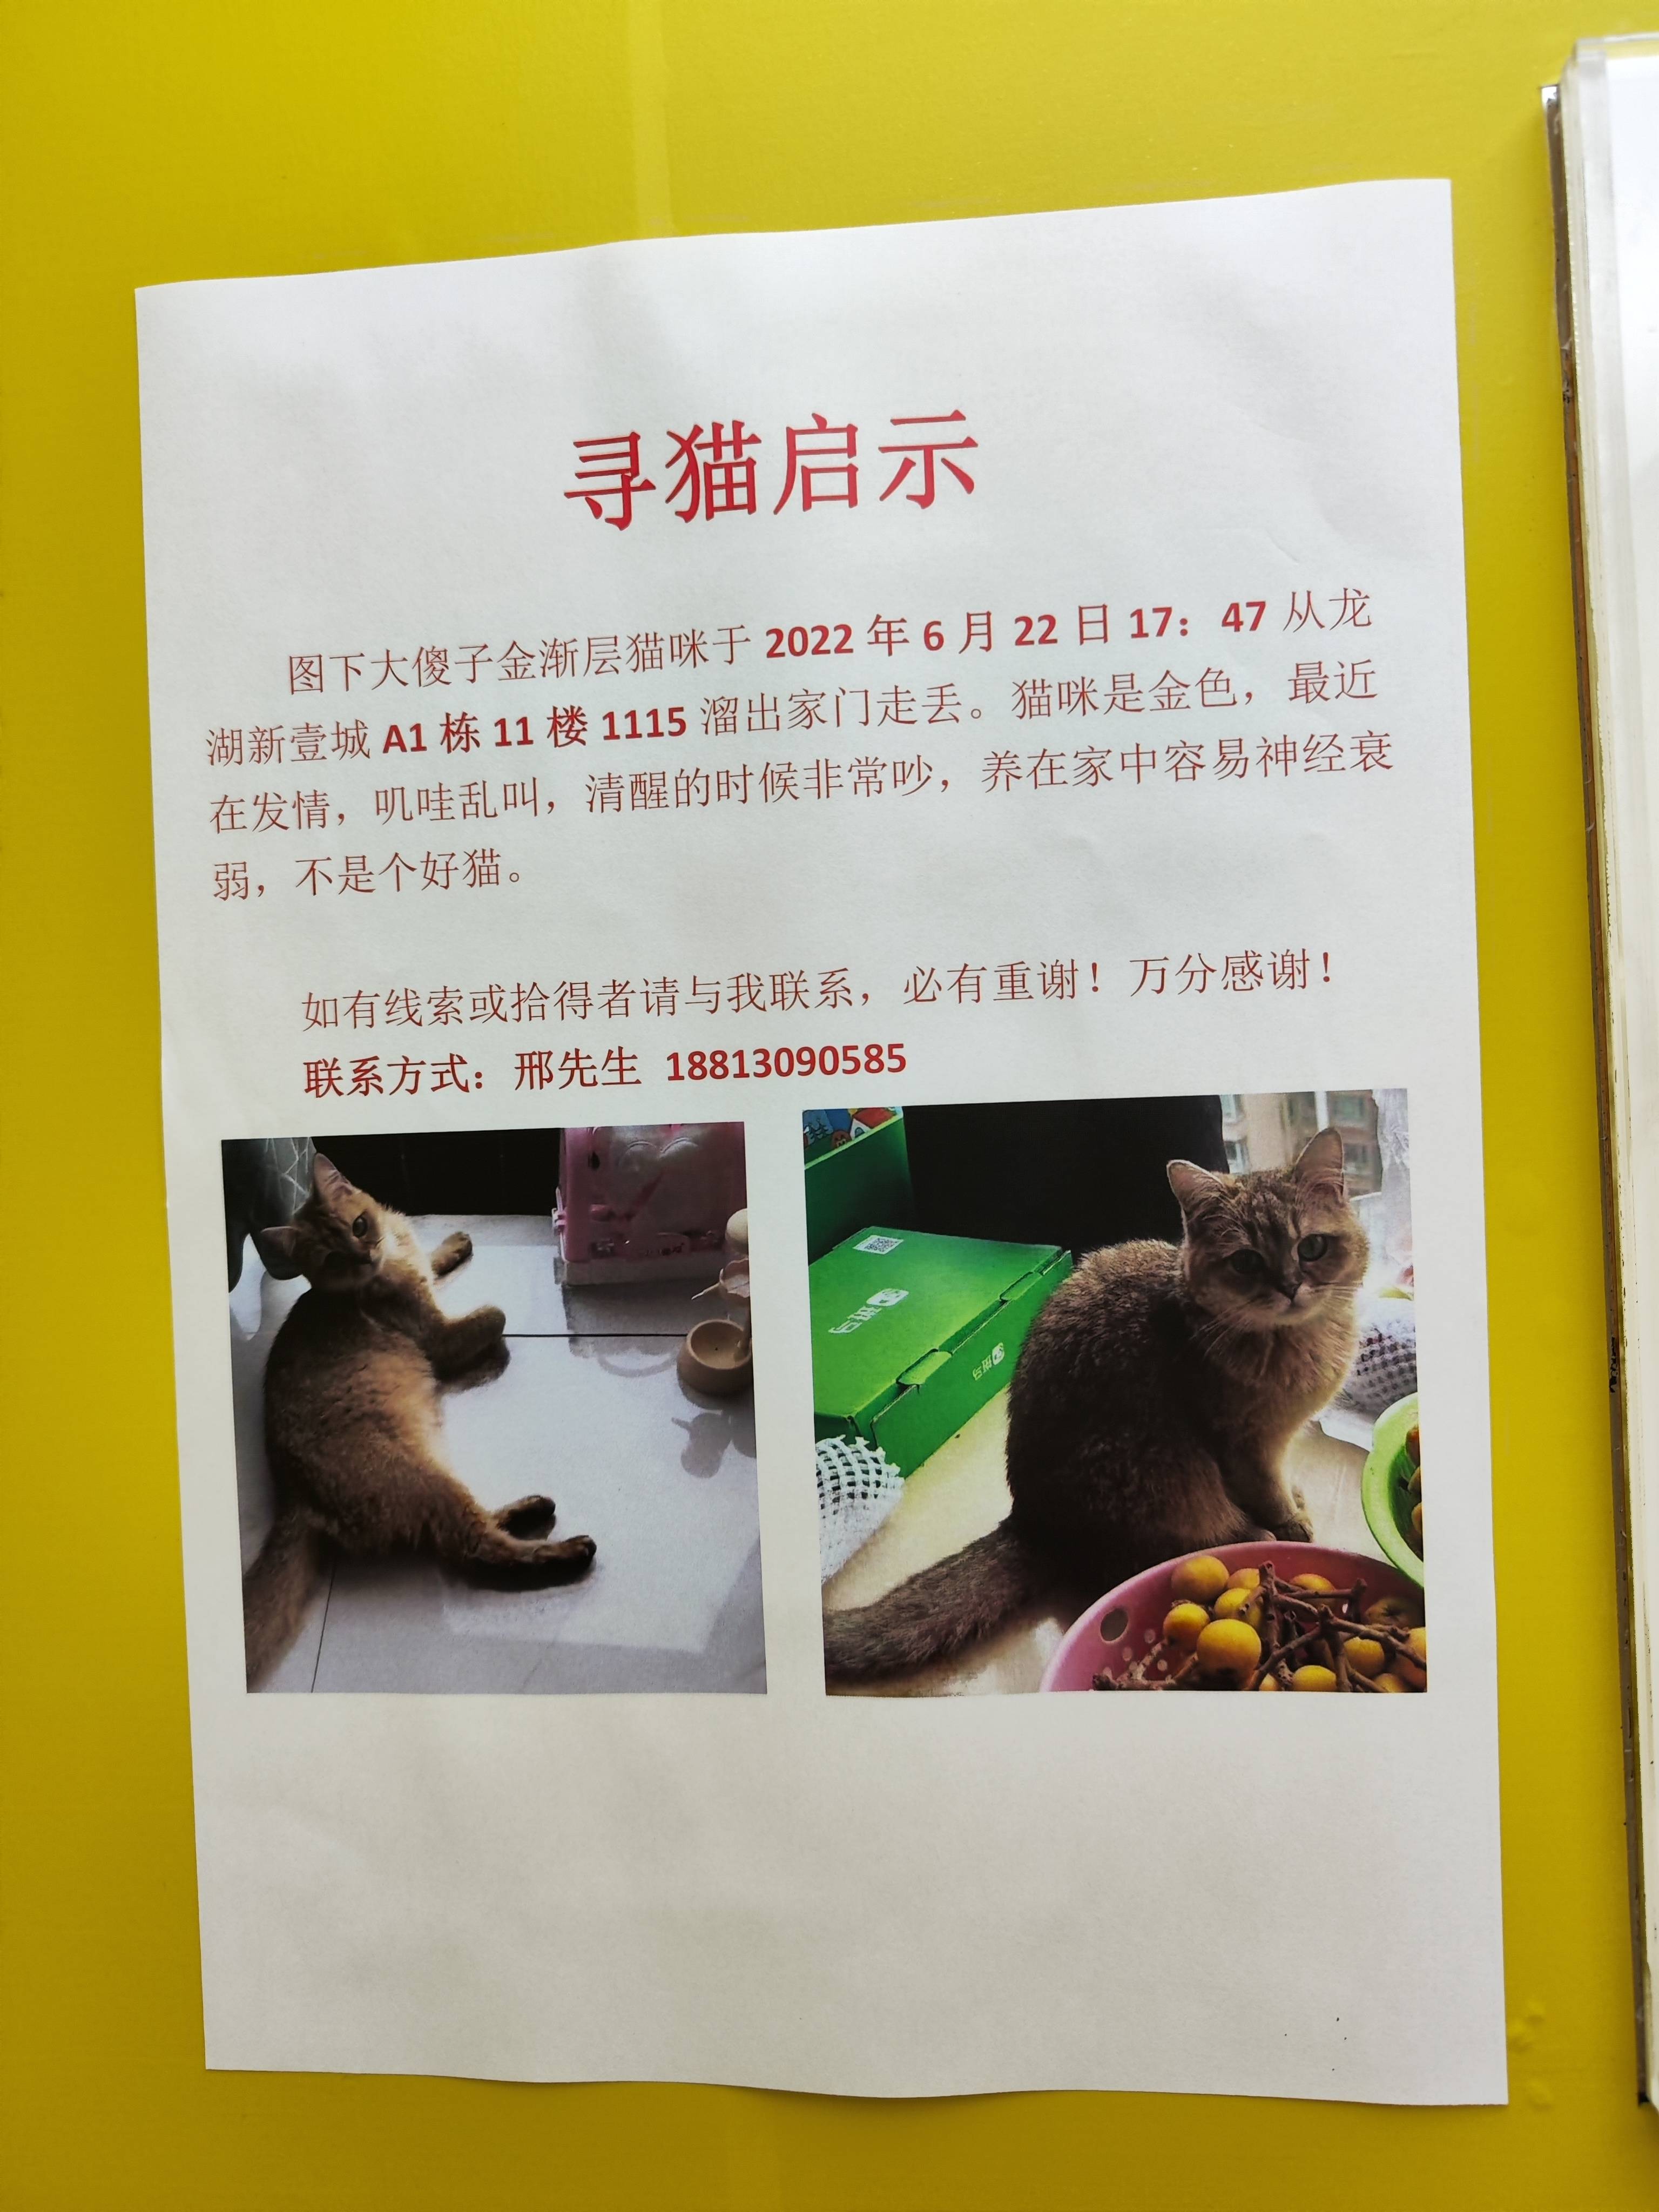 寻猫启示
图下大傻子金渐层猫咪于 2022 年 6 月 22 日 17：47 从龙
湖新壹城 A1 栋 11 楼 1115 溜出家门走丢。猫咪是金色，最近
在发情，叽哇乱叫，清醒的时候非常吵，养在家中容易神经衰
弱，不是个好猫。
如有线索或拾得者请与我联系，必有重谢！万分感谢！
联系方式：邢先生 18813090585